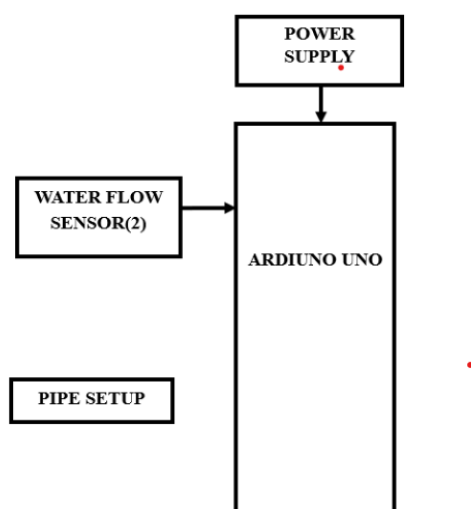 POWER
SUPPLY
WATER FLOW
SENSOR(2)
ARDIUNO UNO
PIPE SETUP